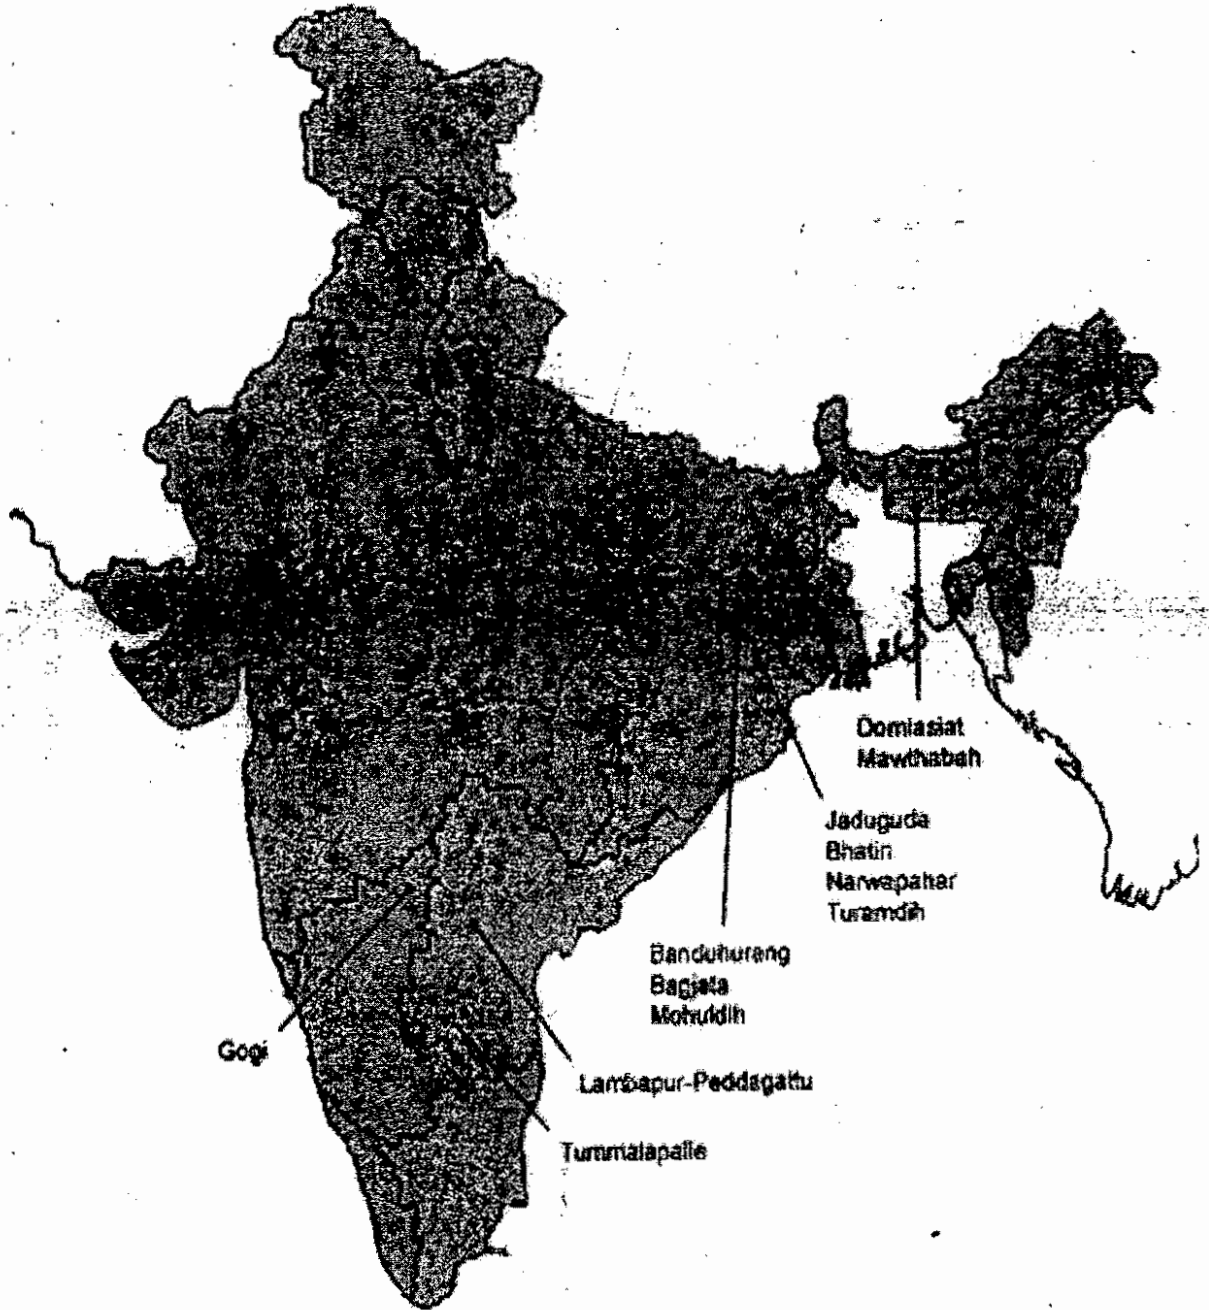 Domiasiat
Mawthabah
Jaduguda
Bhatin
Narwapahar
Turamdih
Banduhurang
Bagjata
Mohuldih
Gogi
Lambapur-Peddagattu
Tummalapalle